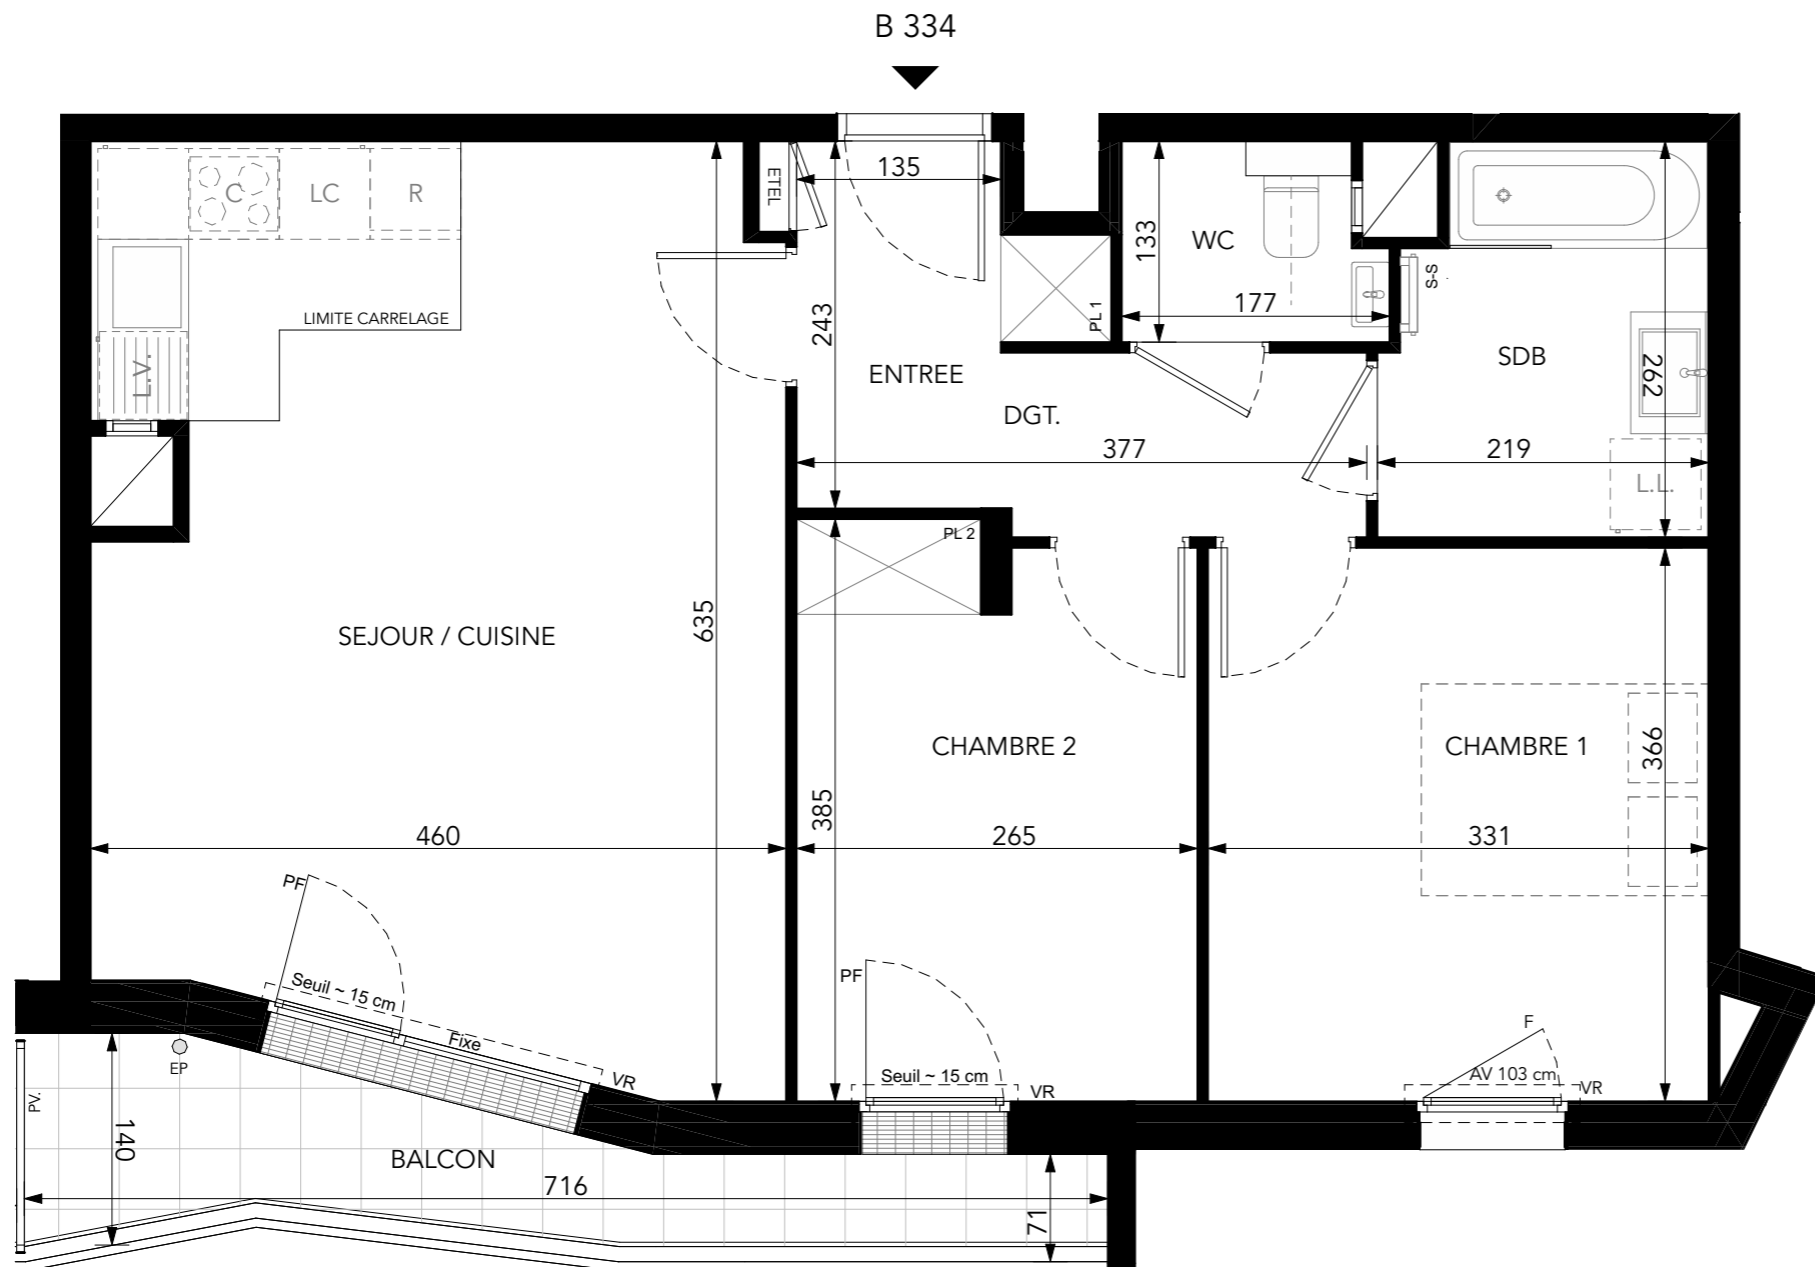 B 334
C
LC
R
ETEL
135
WC
133
S-S
LIMITE CARRELAGE
243
PL 1
177
L.V.
ENTREE
SDB
262
DGT.
377
219
L.L.
PL 2
SEJOUR / CUISINE
635
CHAMBRE 2
CHAMBRE 1
366
385
460
265
331
PF
PF
Seuil ~ 15 cm
Fixe
VR
F
EP
Seuil ~ 15 cm
VR
AV 103 cm
VR
PV.
140
BALCON
716
71